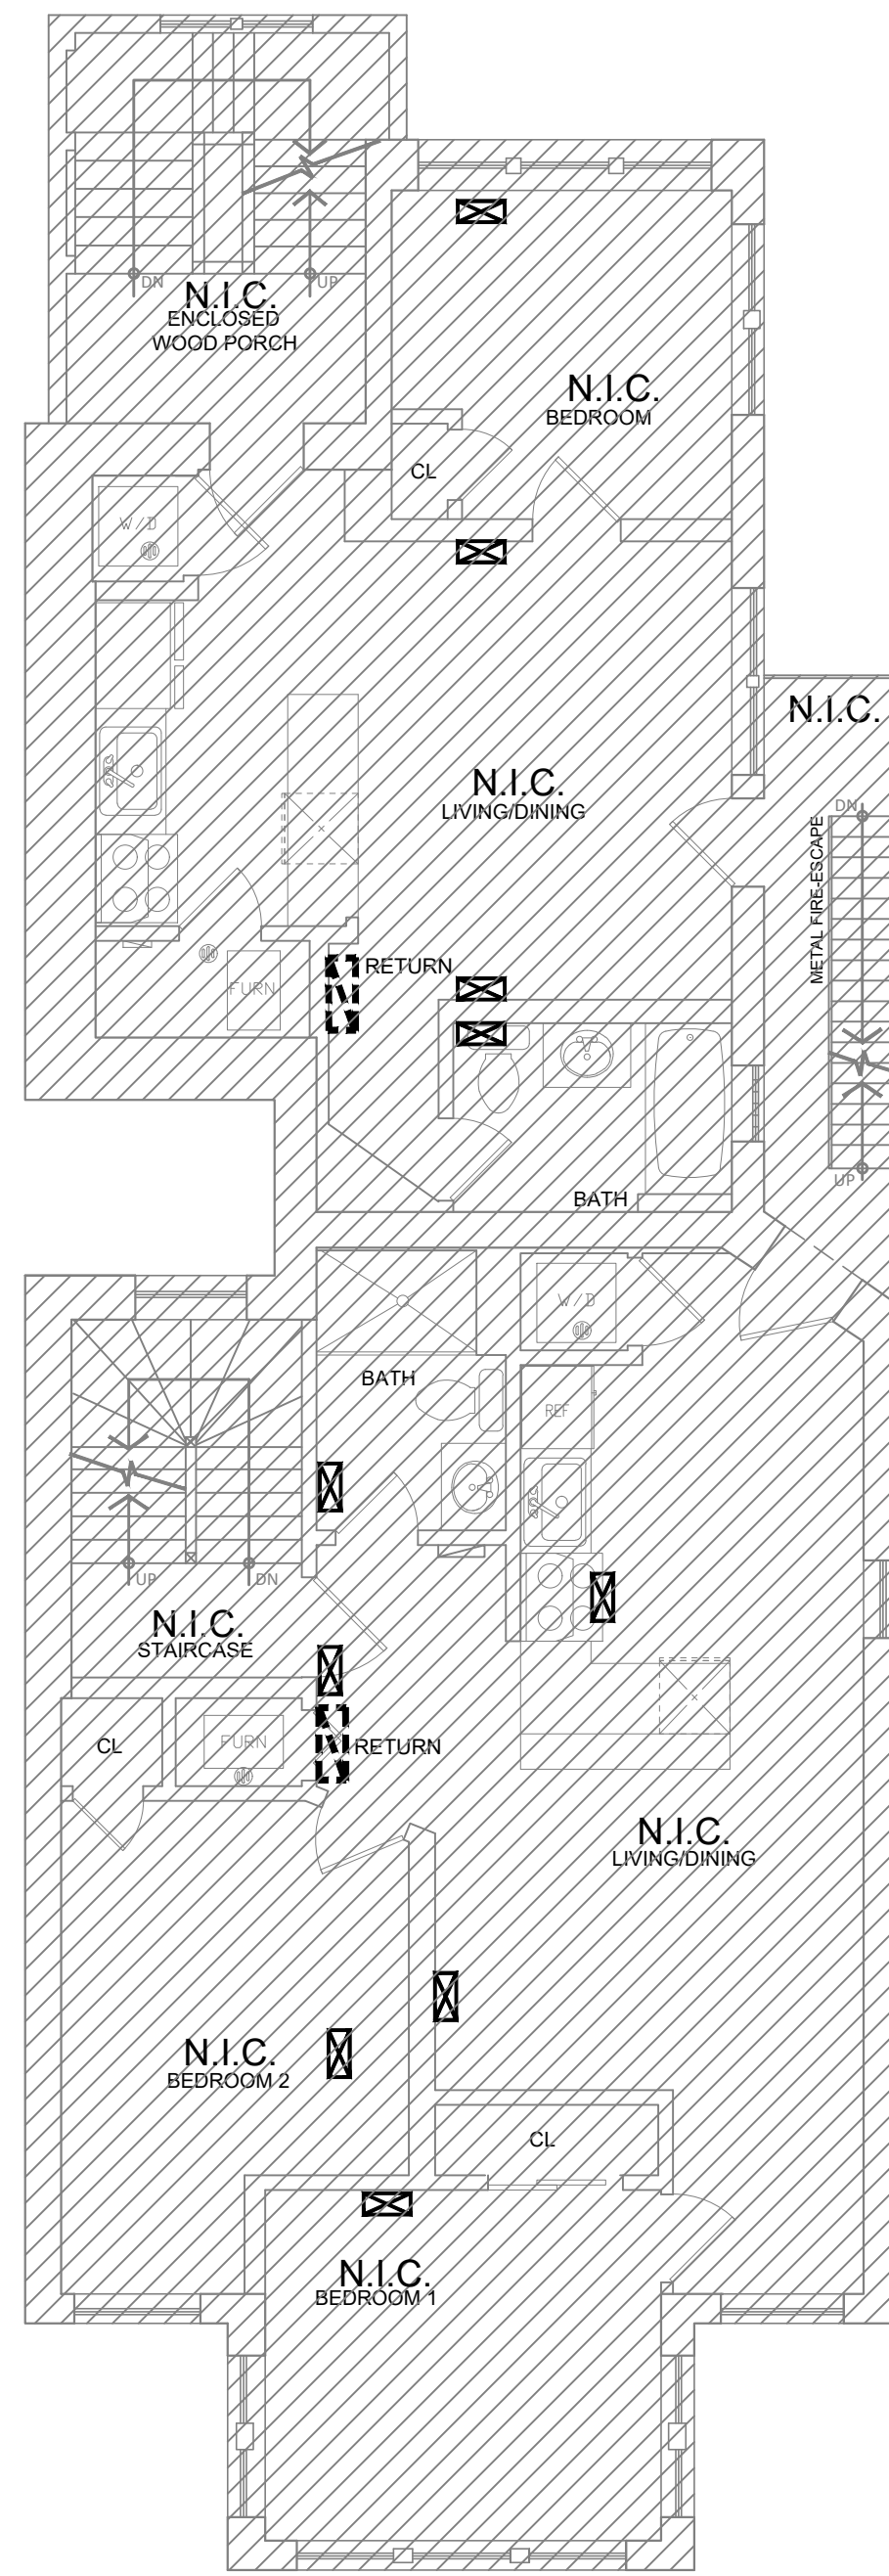 DN
UP
N.I.C.
ENCLOSED
WOOD PORCH
N.I.C.
BEDROOM
CL
W/D
N.I.C.
N.I.C.
LIVING/DINING
DN
METAL FIRE-ESCAPE
RETURN
FURN
UP
BATH
W/D
BATH
REF
UP
DN
N.I.C.
STAIRCASE
CL
FURN
RETURN
N.I.C.
LIVING/DINING
N.I.C.
BEDROOM 2
CL
N.I.C.
BEDROOM 1